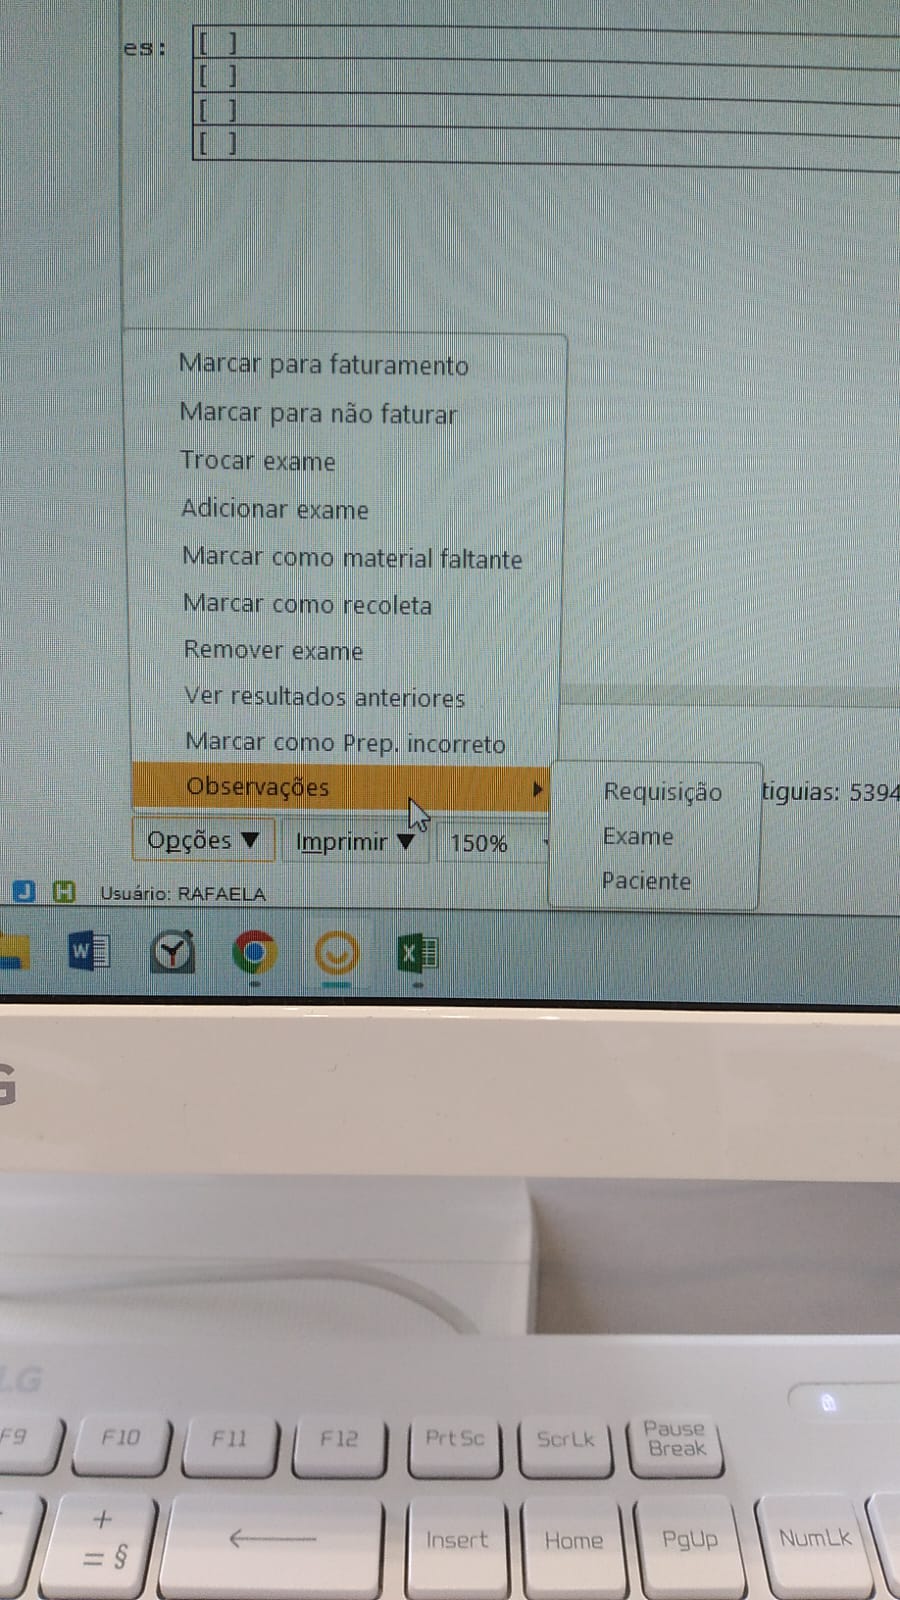 es: [ ]
[ ]
[ ]
[ ]
Marcar para faturamento
Marcar para não faturar
Trocar exame
Adicionar exame
Marcar como material faltante
Marcar como recoleta
Remover exame
Ver resultados anteriores
Marcar como Prep. incorreto
Observações
Requisição
Exame
Paciente
tiguias: 5394
Opções ▼ Imprimir ▼ 150%
J H Usuário: RAFAELA
W X
G
LG
F9 F10 F11 F12 PrtSc ScrLk Pause
Break
+
= § ← Insert Home PgUp NumLk